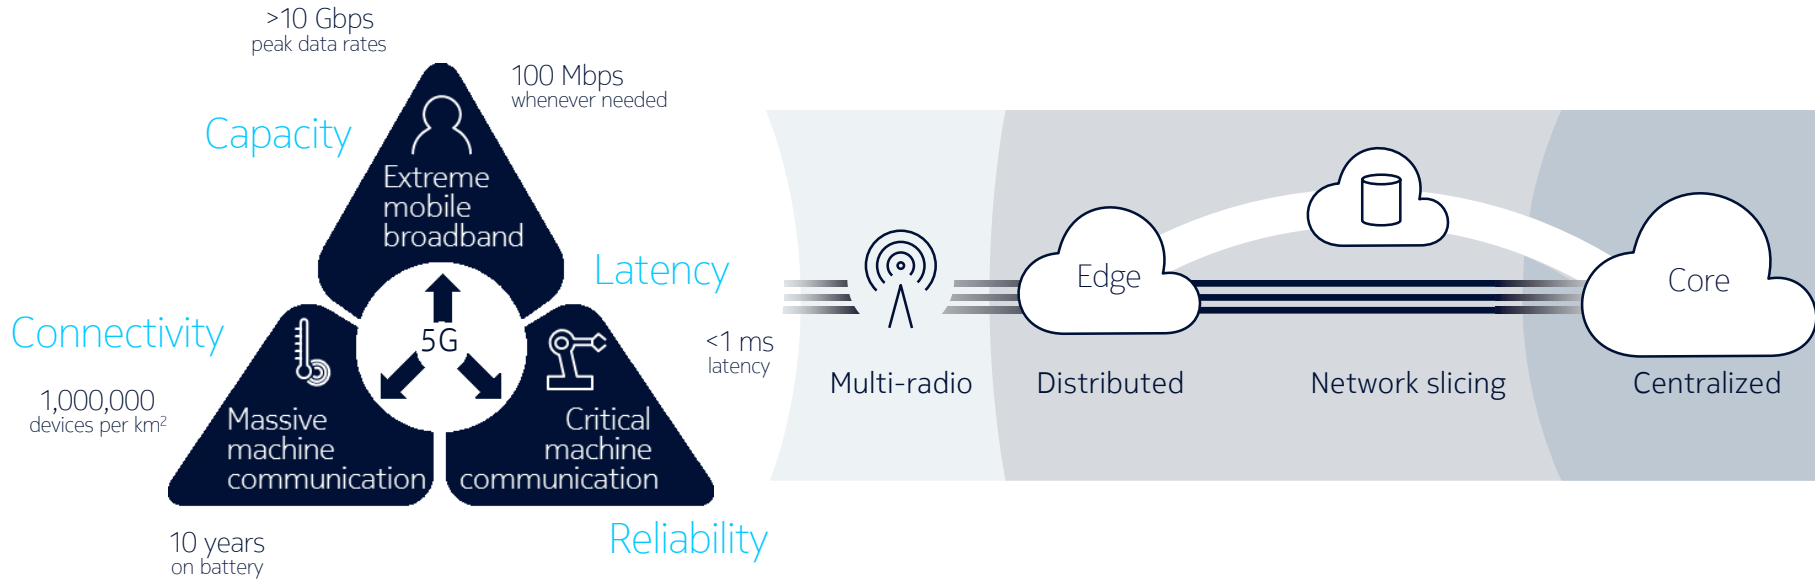 >10 Gbps
peak data rates
100 Mbps
whenever needed
Capacity
Extreme
mobile
broadband
Latency
<1 ms
latency
Connectivity
1,000,000
devices per km²
5G
Massive
machine
communication
Critical
machine
communication
10 years
on battery
Reliability
Edge
Core
Multi-radio
Distributed
Network slicing
Centralized